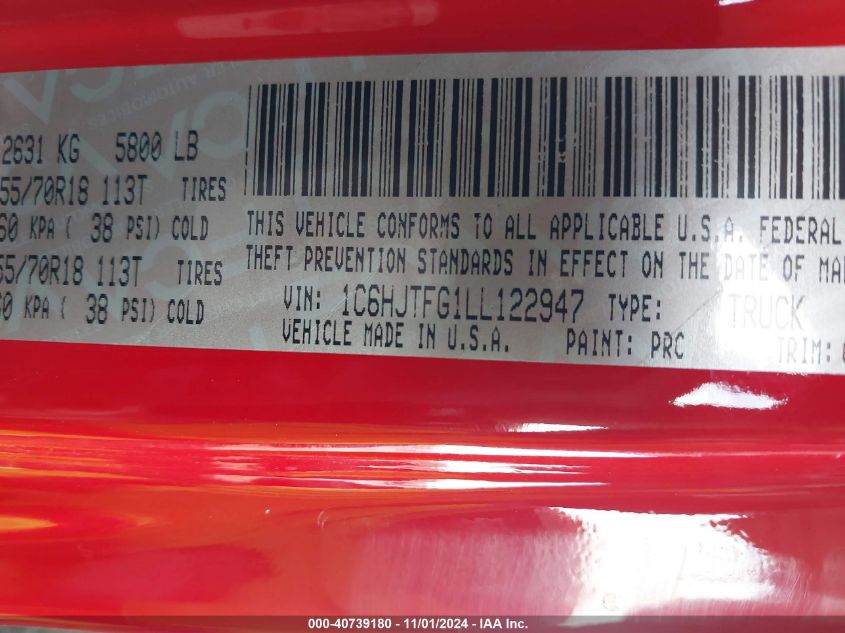 2631 KG 5800 LB
55/70R18 113T TIRES
60 KPA ( 38 PSI) COLD
55/70R18 113T TIRES
60 KPA ( 38 PSI) COLD
THIS VEHICLE CONFORMS TO ALL APPLICABLE U.S.A. FEDERAL
THEFT PREVENTION STANDARDS IN EFFECT ON THE DATE OF MA
VIN: 1C6HJTFG1LL122947 TYPE: TRUCK
VEHICLE MADE IN U.S.A. PAINT: PRC TRIM:
000-40739180 - 11/01/2024 - IAA Inc.